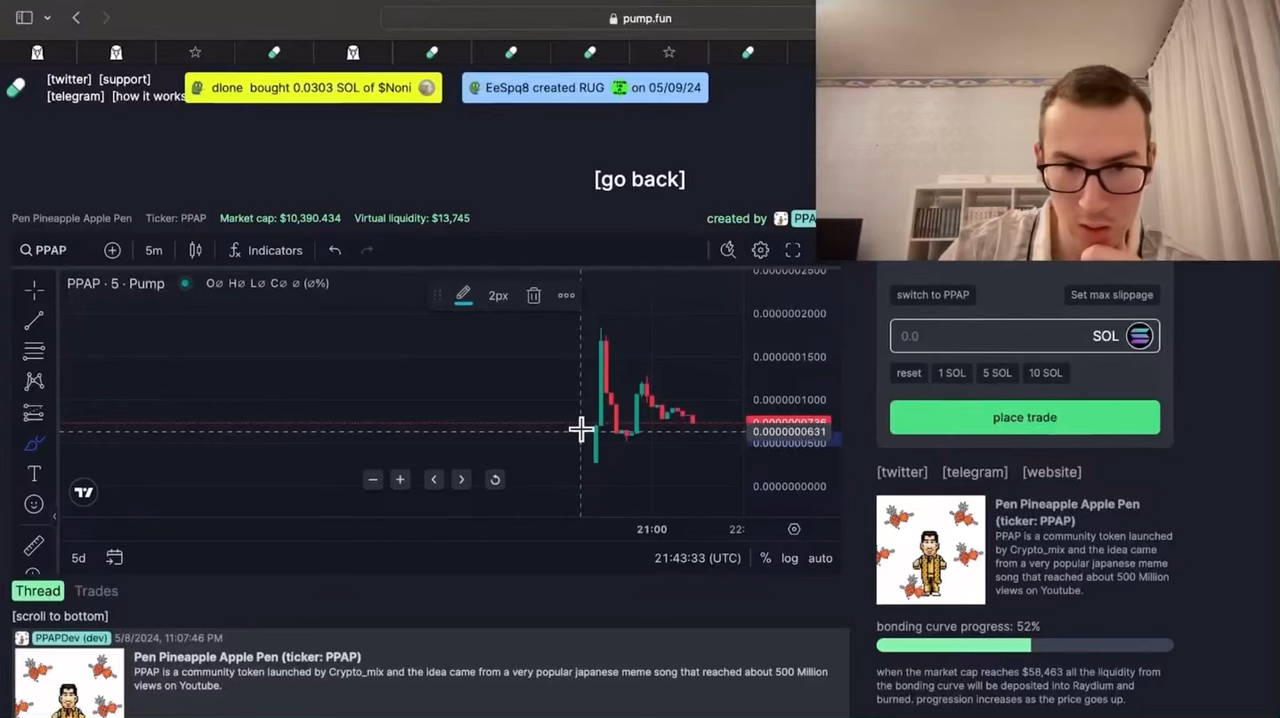 pump.fun
[twitter] [support]
[telegram] [how it works
dlone bought 0.0303 SOL of $Noni
EeSpq8 created RUG on 05/09/24
[go back]
Pen Pineapple Apple Pen Ticker: PPAP Market cap: $10,390.434 Virtual liquidity: $13,745
created by PPA
PPAP 5m Indicators
PPAP · 5 · Pump O∅ H∅ L∅ C∅ ∅ (∅%)
2px
0.0000002500
0.0000002000
0.0000001500
0.0000001000
0.0000000736
0.0000000631
0.0000000500
0.0000000000
21:00 22:
5d 21:43:33 (UTC) % log auto
switch to PPAP Set max slippage
0.0 SOL
reset 1 SOL 5 SOL 10 SOL
place trade
[twitter] [telegram] [website]
Pen Pineapple Apple Pen
(ticker: PPAP)
PPAP is a community token launched
by Crypto_mix and the idea came
from a very popular japanese meme
song that reached about 500 Million
views on Youtube.
bonding curve progress: 52%
when the market cap reaches $58,463 all the liquidity
from the bonding curve will be deposited into Raydium and
burned. progression increases as the price goes up.
Thread Trades
[scroll to bottom]
PPAPDev (dev) 5/8/2024, 11:07:46 PM
Pen Pineapple Apple Pen (ticker: PPAP)
PPAP is a community token launched by Crypto_mix and the idea came from a very popular japanese meme song that reached about 500 Million
views on Youtube.